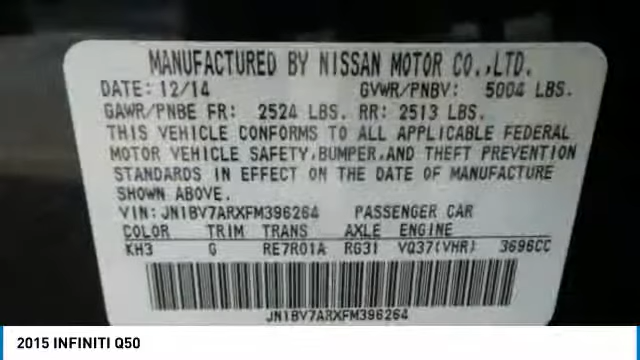 MANUFACTURED BY NISSAN MOTOR CO.,LTD.
DATE: 12/14 GVWR/PNBV: 5004 LBS.
GAWR/PNBE FR: 2524 LBS. RR: 2513 LBS.
THIS VEHICLE CONFORMS TO ALL APPLICABLE FEDERAL
MOTOR VEHICLE SAFETY,BUMPER,AND THEFT PREVENTION
STANDARDS IN EFFECT ON THE DATE OF MANUFACTURE
SHOWN ABOVE.
VIN: JN1BV7ARXFM396264 PASSENGER CAR
COLOR TRIM TRANS AXLE ENGINE
KH3 G RE7R01A RG31 VQ37(VHR) 3696CC
JN1BV7ARXFM396264
2015 INFINITI Q50